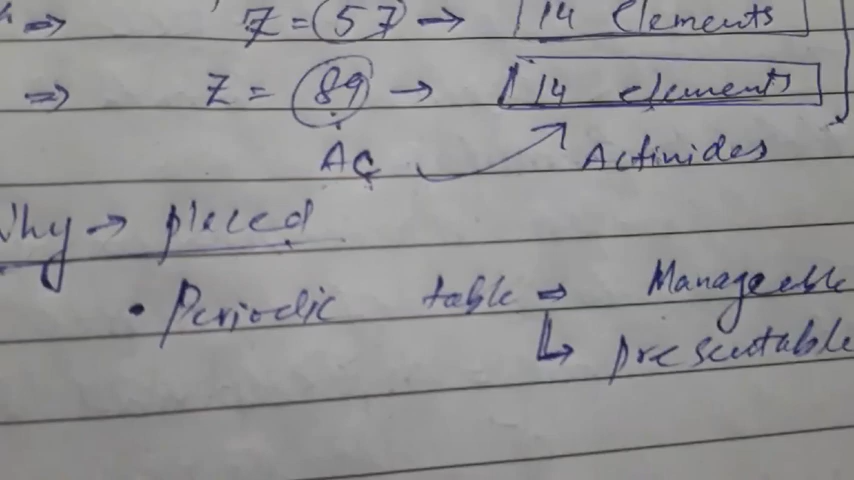 ⇒ Z = 57 → 14 Elements
⇒ Z = 89 → 14 elements
Ac Actinides
Why → placed
• Periodic table ⇒ Manageable
↳ presentable